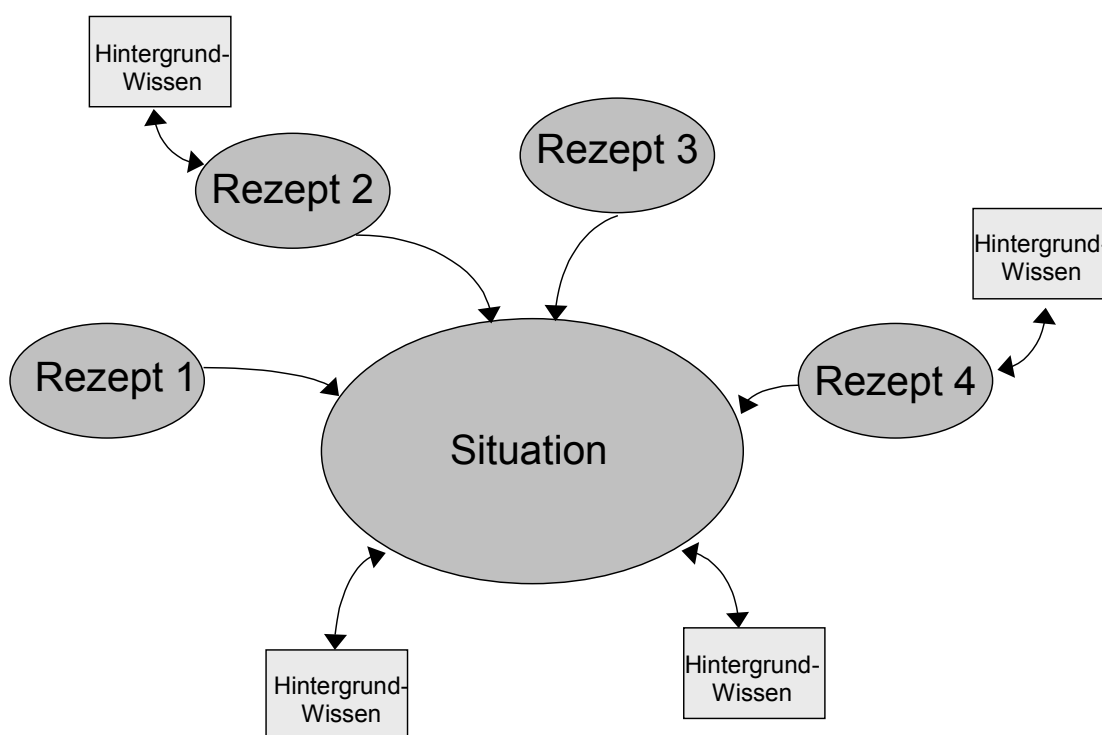 Hintergrund-
Wissen
Rezept 3
Rezept 2
Hintergrund-
Wissen
Rezept 1
Rezept 4
Situation
Hintergrund-
Wissen
Hintergrund-
Wissen